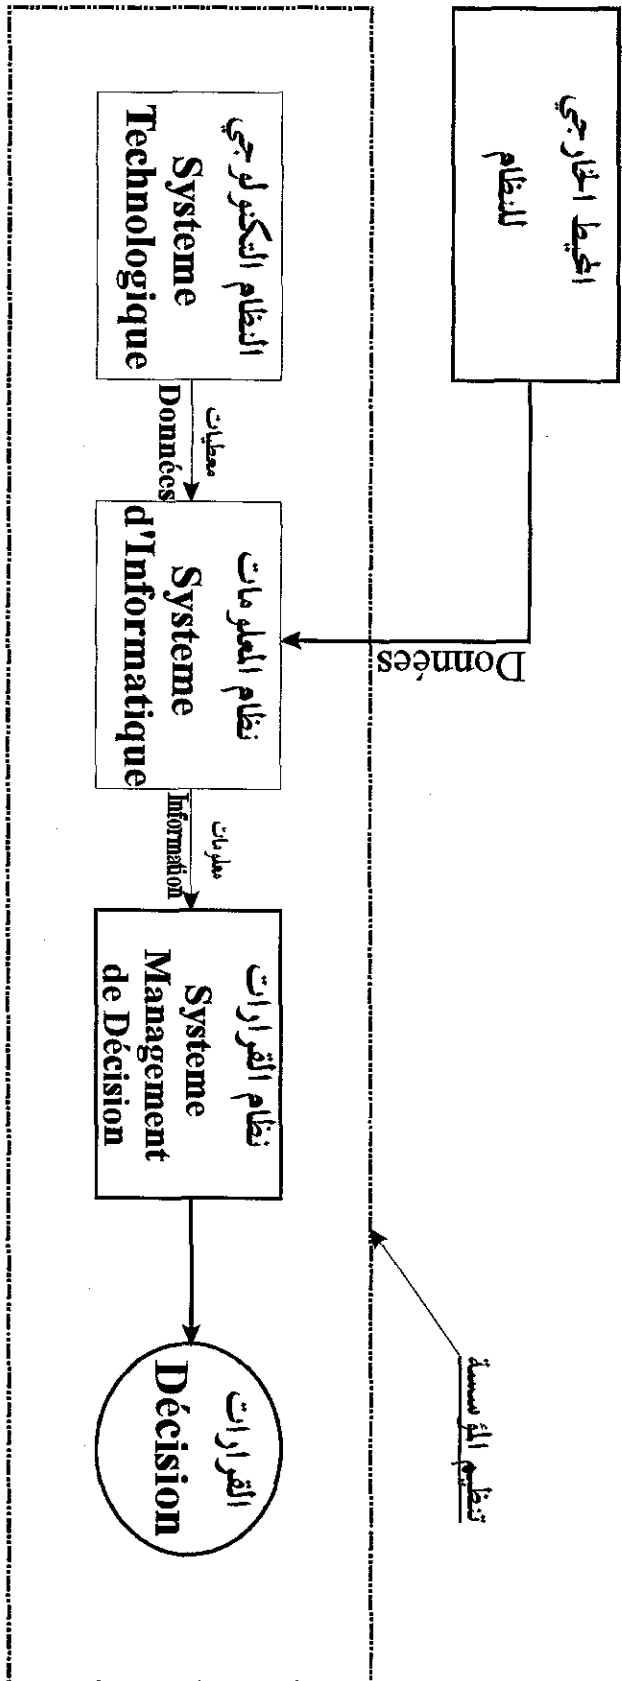 المحيط الخارجي
للنظام
النظام التكنولوجي
Systeme
Technologique
معطيات
Données
نظام المعلومات
Systeme
d'Informatique
Données
معلومات
Information
نظام القرارات
Systeme
Management
de Décision
القرارات
Décision
تنظيم المؤسسة